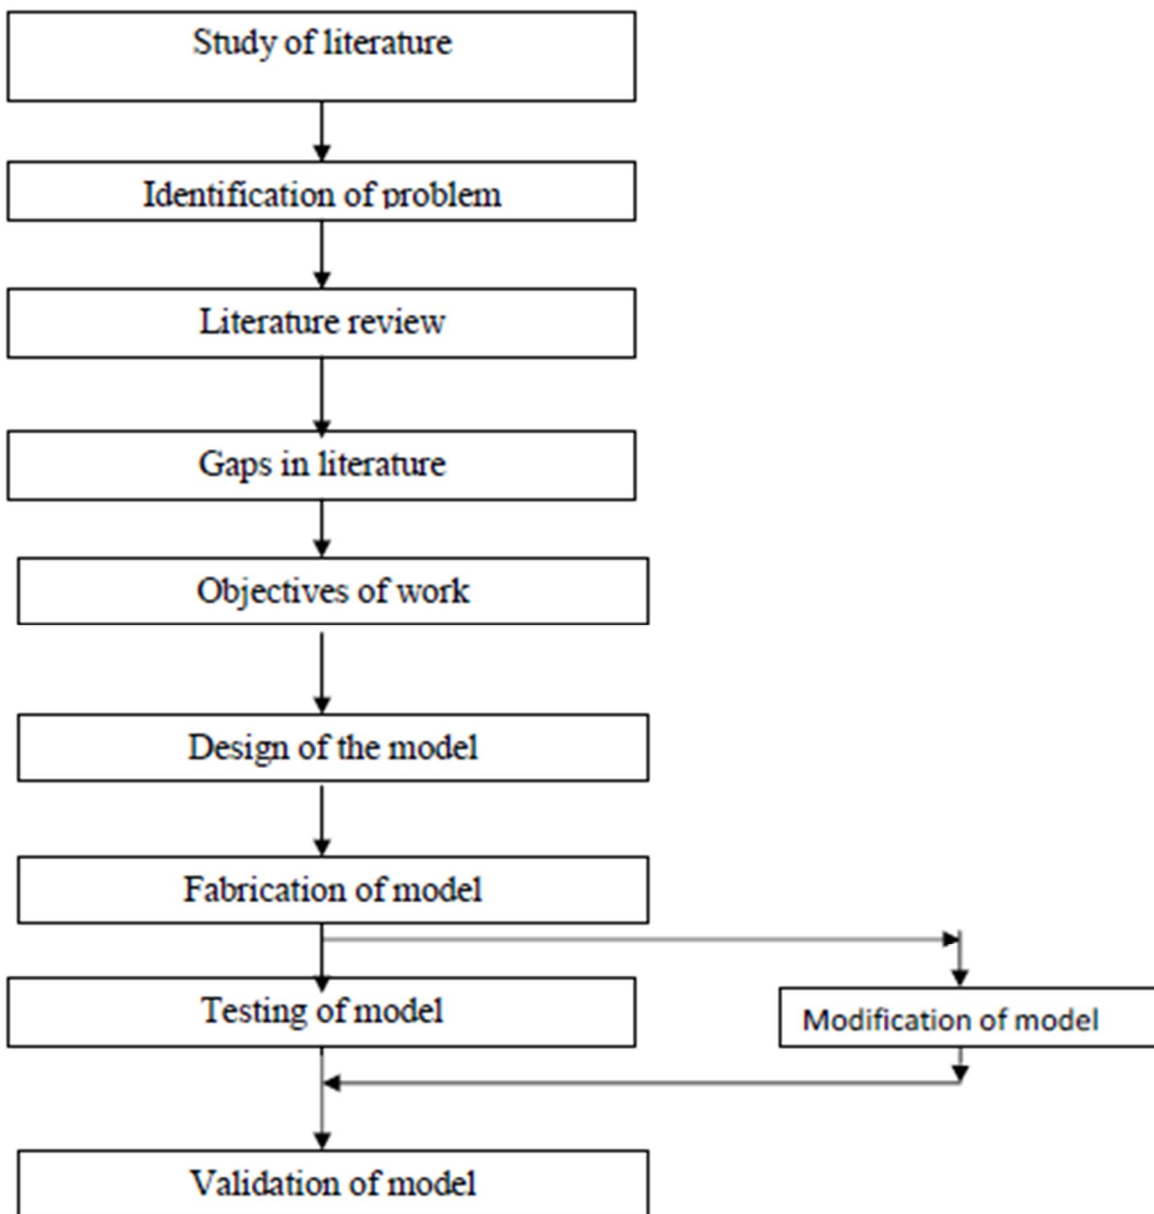 Study of literature
Identification of problem
Literature review
Gaps in literature
Objectives of work
Design of the model
Fabrication of model
Testing of model
Modification of model
Validation of model